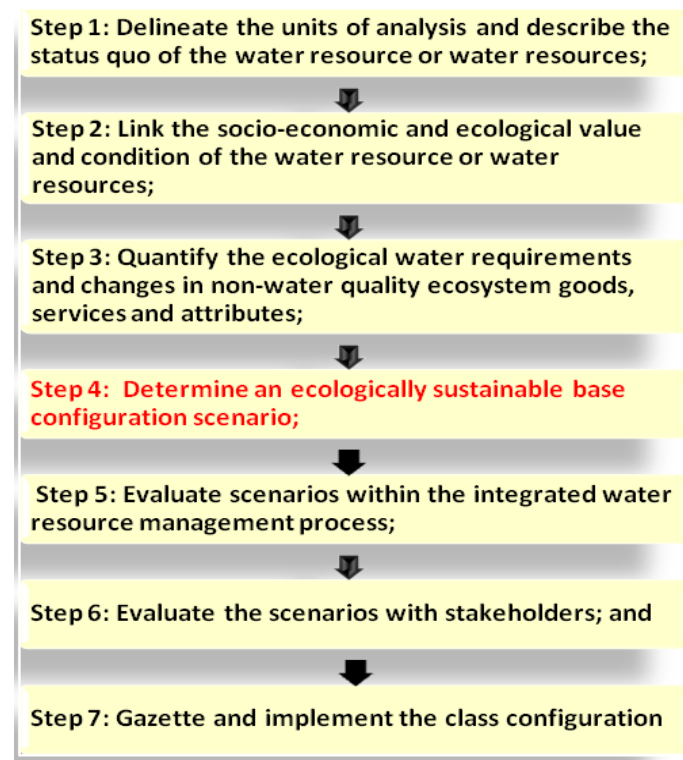 Step 1: Delineate the units of analysis and describe the
status quo of the water resource or water resources;
Step 2: Link the socio-economic and ecological value
and condition of the water resource or water
resources;
Step 3: Quantify the ecological water requirements
and changes in non-water quality ecosystem goods,
services and attributes;
Step 4: Determine an ecologically sustainable base
configuration scenario;
Step 5: Evaluate scenarios within the integrated water
resource management process;
Step 6: Evaluate the scenarios with stakeholders; and
Step 7: Gazette and implement the class configuration